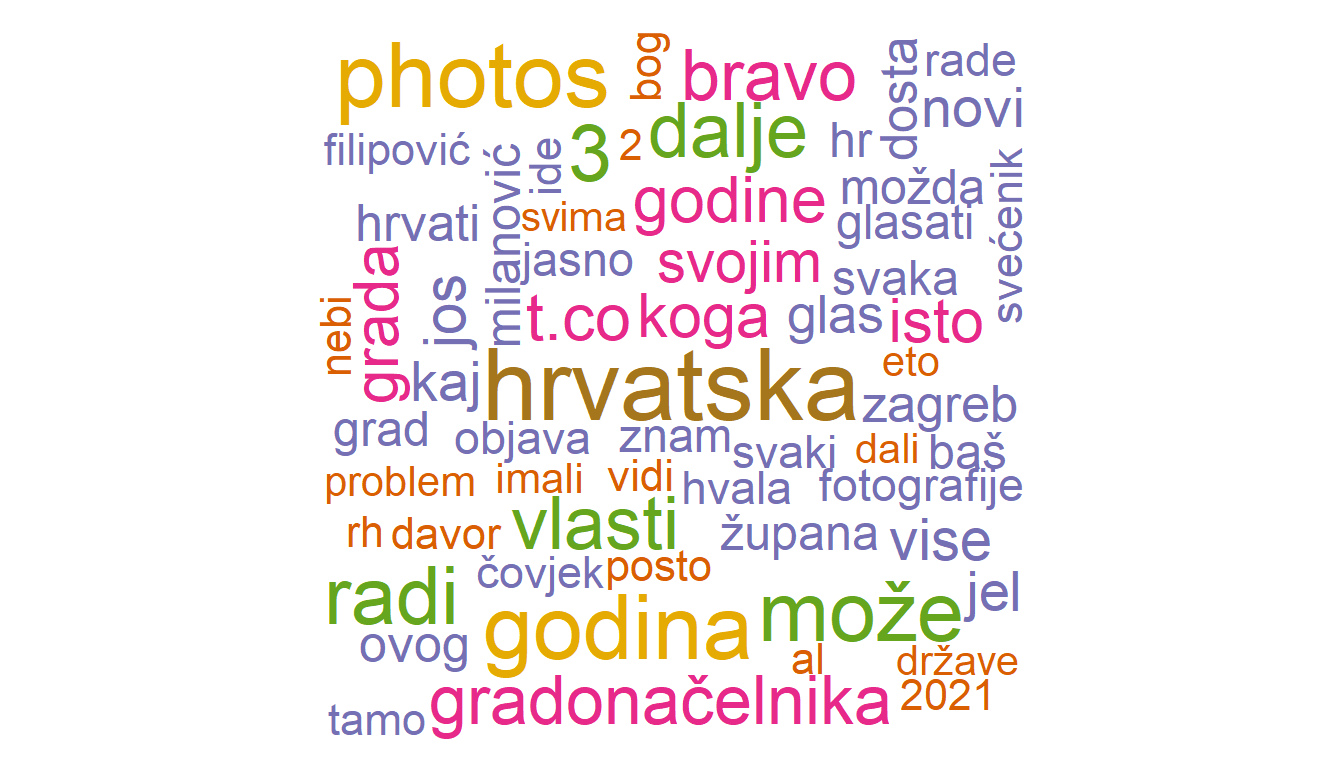 photos
bog
bravo
dosta
rade
novi
filipović
milanović
ide
3
2
dalje
hr
svećenik
hrvati
svima
godine
možda
glasati
grada
jos
jasno
svojim
svaka
nebi
t.co
koga
glas
isto
kaj
hrvatska
eto
zagreb
grad
objava
znam
svaki
dali
baš
problem
imali
vidi
hvala
fotografije
rh
davor
vlasti
župana
vise
radi
čovjek
posto
može
jel
ovog
godina
al
države
tamo
gradonačelnika
2021